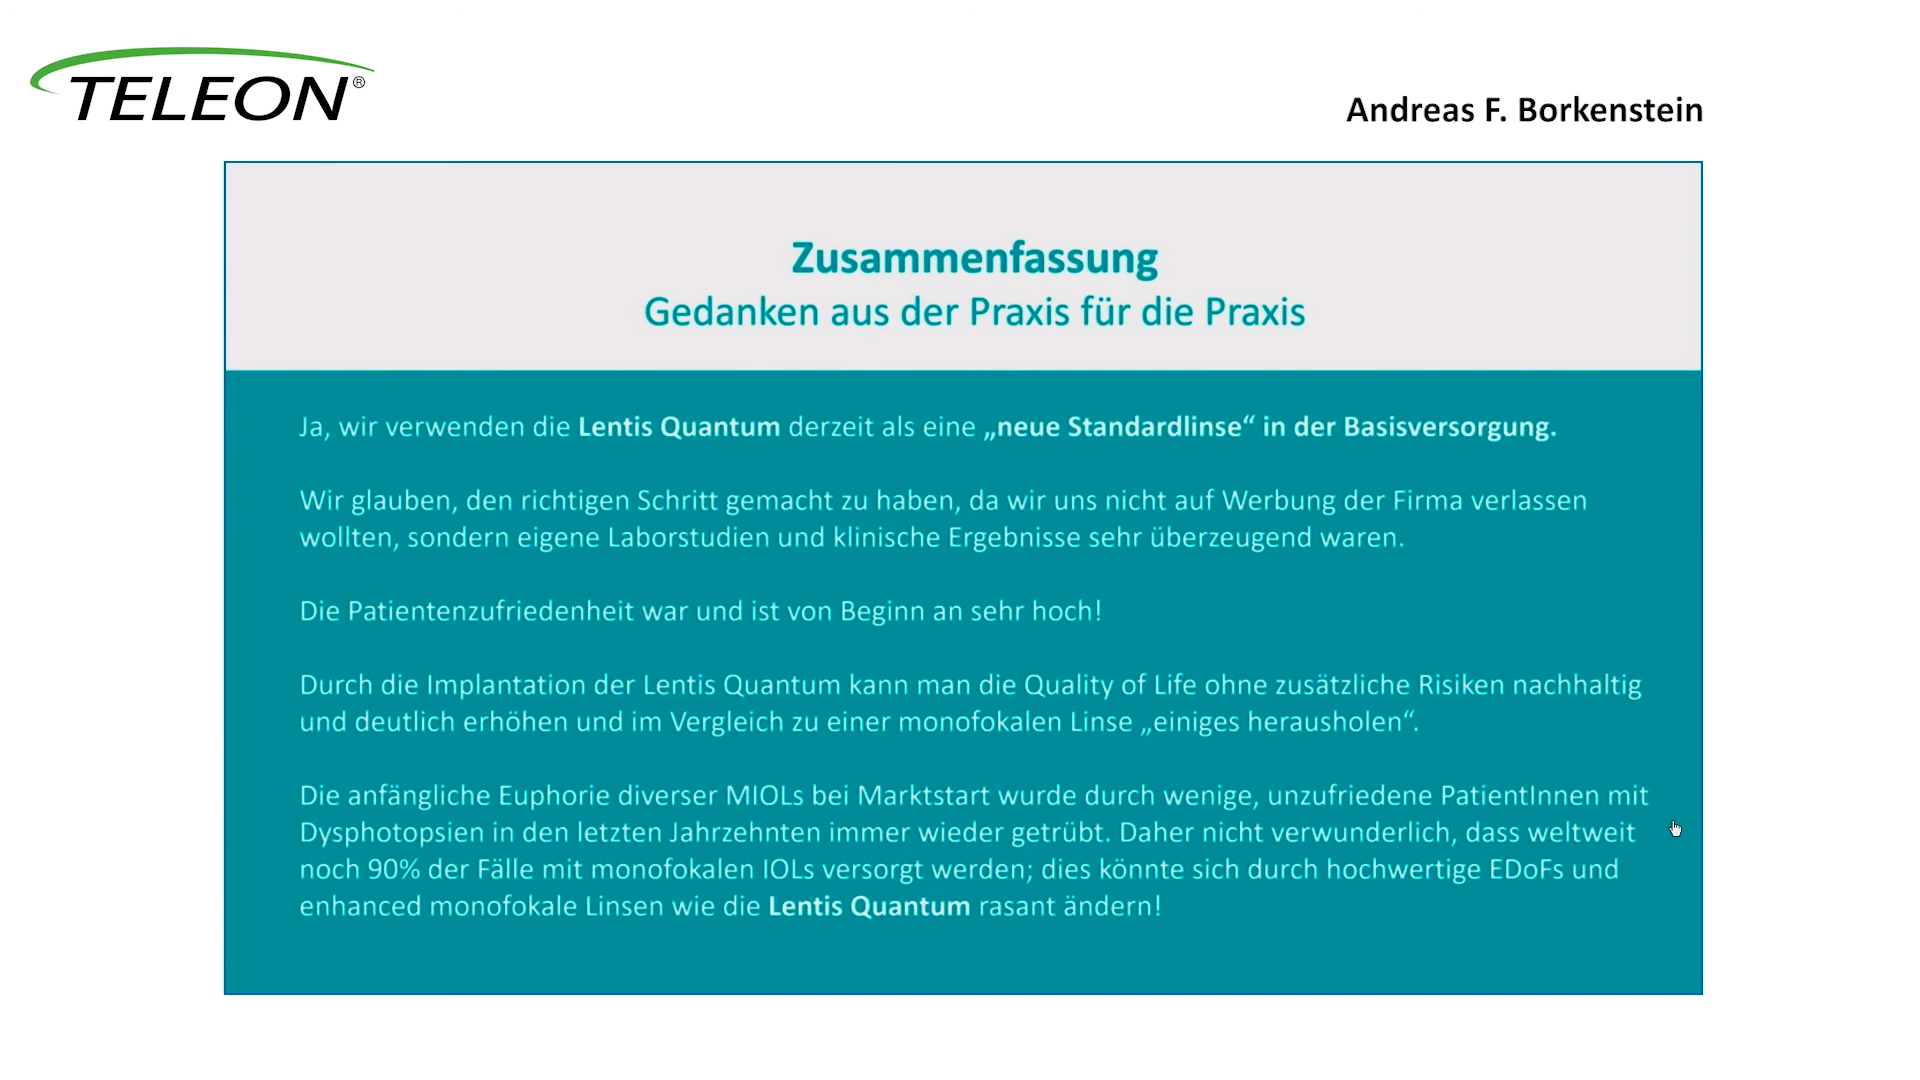 TELEON®
Andreas F. Borkenstein
Zusammenfassung
Gedanken aus der Praxis für die Praxis
Ja, wir verwenden die Lentis Quantum derzeit als eine „neue Standardlinse“ in der Basisversorgung.
Wir glauben, den richtigen Schritt gemacht zu haben, da wir uns nicht auf Werbung der Firma verlassen
wollten, sondern eigene Laborstudien und klinische Ergebnisse sehr überzeugend waren.
Die Patientenzufriedenheit war und ist von Beginn an sehr hoch!
Durch die Implantation der Lentis Quantum kann man die Quality of Life ohne zusätzliche Risiken nachhaltig
und deutlich erhöhen und im Vergleich zu einer monofokalen Linse „einiges herausholen“.
Die anfängliche Euphorie diverser MIOLs bei Marktstart wurde durch wenige, unzufriedene PatientInnen mit
Dysphotopsien in den letzten Jahrzehnten immer wieder getrübt. Daher nicht verwunderlich, dass weltweit
noch 90% der Fälle mit monofokalen IOLs versorgt werden; dies könnte sich durch hochwertige EDoFs und
enhanced monofokale Linsen wie die Lentis Quantum rasant ändern!